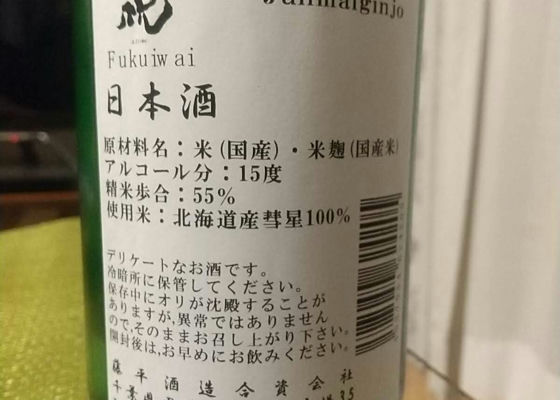 Junmaiginjo
祝
Fukuiwai
日本酒
原材料名：米(国産)・米麹(国産米)
アルコール分：15度
精米歩合：55%
使用米：北海道産彗星100%
デリケートなお酒です。
冷暗所に保管してください。
保存中にオリが沈殿することが
ありますが,異常ではありません
ので,そのままお召し上がり下さい。
開封後は,お早めにお飲みください。
藤平酒造合資会社
千葉県